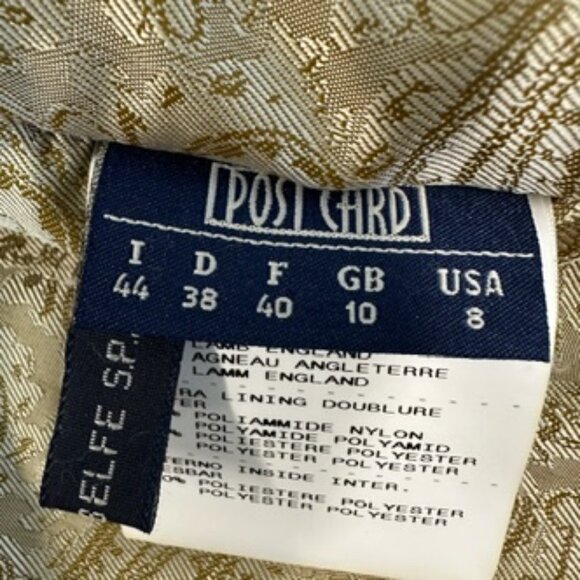 POST CARD
I D F GB USA
44 38 40 10 8
LAMB ENGLAND
AGNEAU ANGLETERRE
LAMM ENGLAND
LINING DOUBLURE
POLIAMMIDE NYLON
POLYAMIDE POLYAMID
POLIESTERE POLYESTER
POLYESTER POLYESTER
INSIDE INTER.
POLIESTERE POLYESTER
POLYESTER POLYESTER
BELFE S.P.